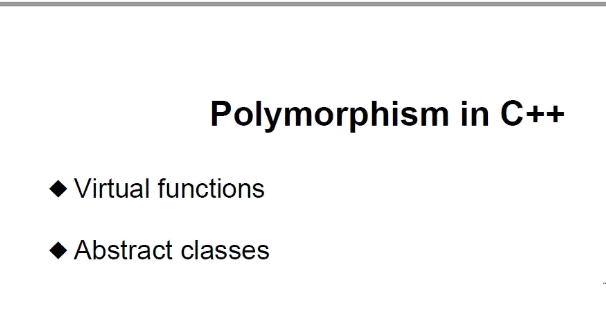 Polymorphism in C++
◆ Virtual functions
◆ Abstract classes